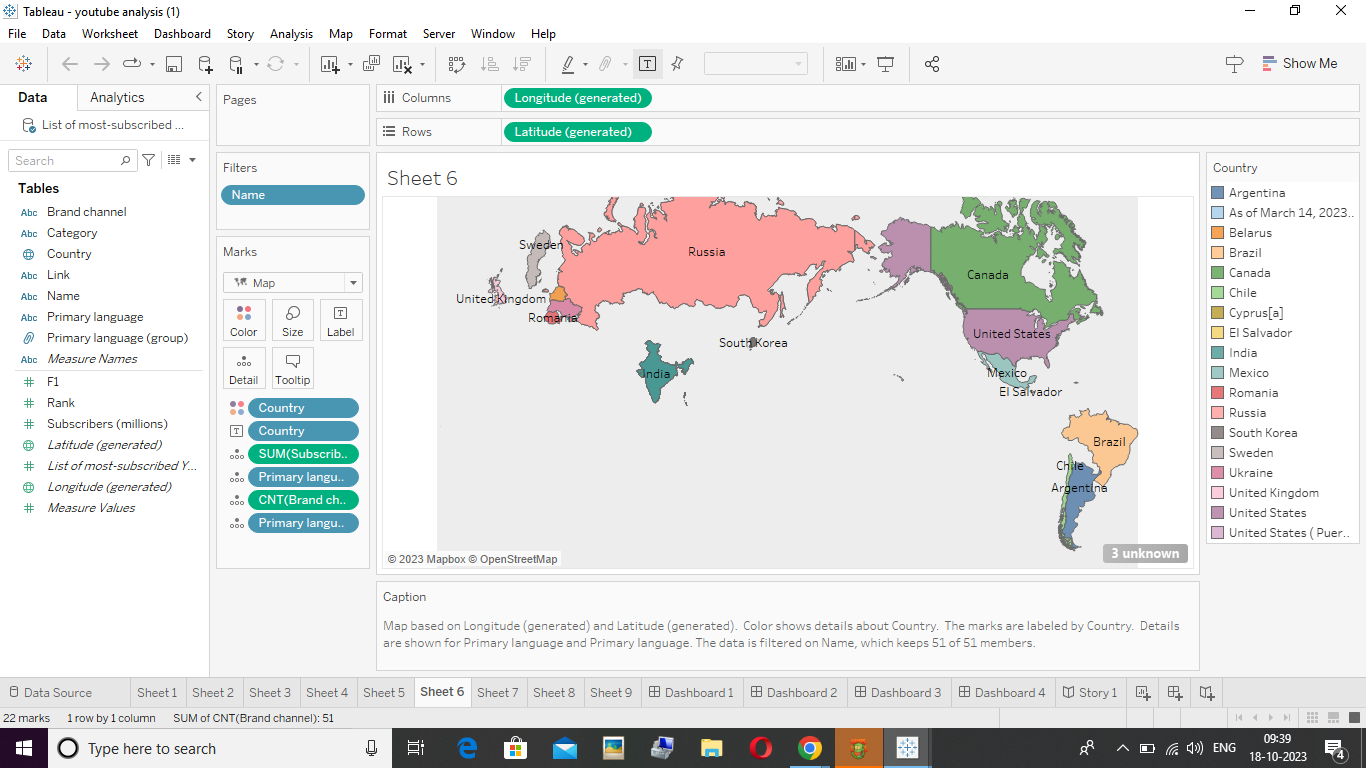 Tableau - youtube analysis (1)
File Data Worksheet Dashboard Story Analysis Map Format Server Window Help
Show Me
Data Analytics
List of most-subscribed ...
Search
Tables
Abc Brand channel
Abc Category
Country
Abc Link
Abc Name
Abc Primary language
Primary language (group)
Abc Measure Names
F1
Rank
Subscribers (millions)
Latitude (generated)
List of most-subscribed Y...
Longitude (generated)
Measure Values
Pages
Filters
Name
Marks
Map
Color Size Label
Detail Tooltip
Country
Country
SUM(Subscrib..
Primary langu..
CNT(Brand ch..
Primary langu..
Columns Longitude (generated)
Rows Latitude (generated)
Sheet 6
Sweden
Russia
Canada
United Kingdom
Romania
United States
South Korea
India
Mexico
El Salvador
Brazil
Chile
Argentina
© 2023 Mapbox © OpenStreetMap
3 unknown
Caption
Map based on Longitude (generated) and Latitude (generated). Color shows details about Country. The marks are labeled by Country. Details
are shown for Primary language and Primary language. The data is filtered on Name, which keeps 51 of 51 members.
Country
Argentina
As of March 14, 2023..
Belarus
Brazil
Canada
Chile
Cyprus[a]
El Salvador
India
Mexico
Romania
Russia
South Korea
Sweden
Ukraine
United Kingdom
United States
United States ( Puer..
Data Source Sheet 1 Sheet 2 Sheet 3 Sheet 4 Sheet 5 Sheet 6 Sheet 7 Sheet 8 Sheet 9 Dashboard 1 Dashboard 2 Dashboard 3 Dashboard 4 Story 1
22 marks 1 row by 1 column SUM of CNT(Brand channel): 51
Type here to search
ENG
09:39
18-10-2023
4